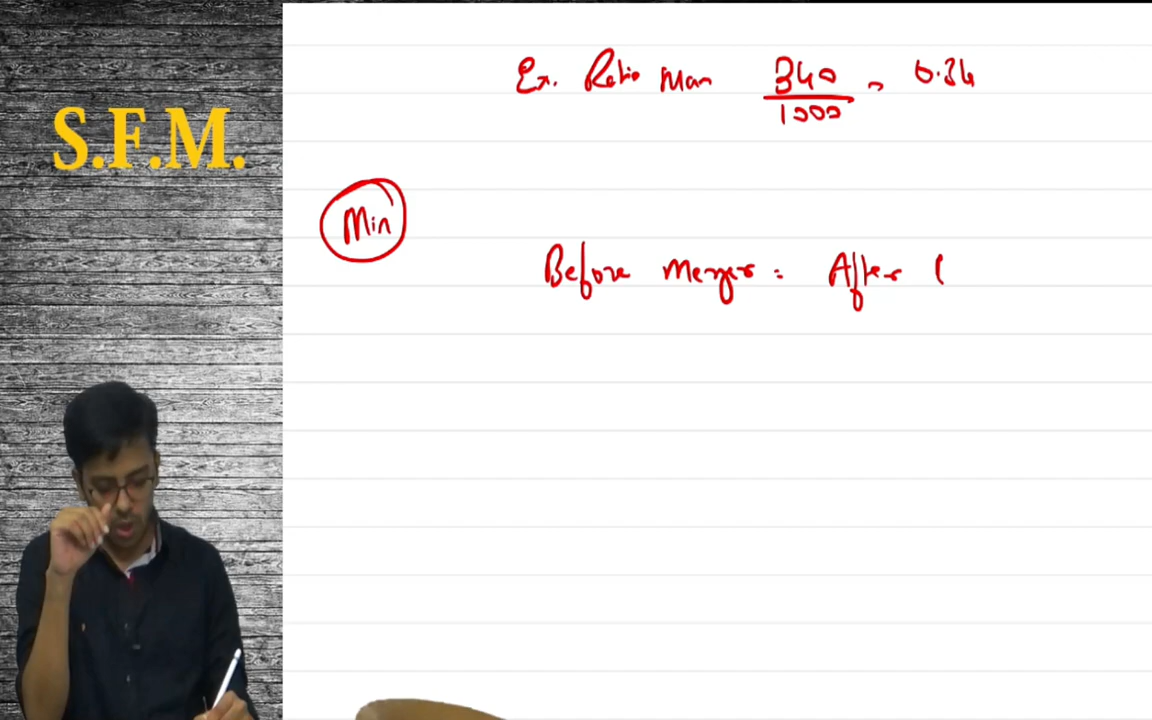 S.F.M.
Ex. Ratio Max 340/1000 = 0.34
Min
Before Merger = After (